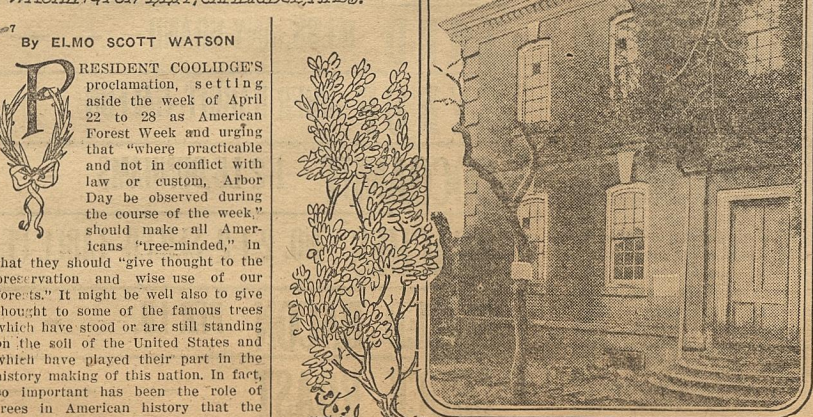 By ELMO SCOTT WATSON
PRESIDENT COOLIDGE'S
proclamation, setting
aside the week of April
22 to 28 as American
Forest Week and urging
that "where practicable
and not in conflict with
law or custom, Arbor
Day be observed during
the course of the week,"
should make all Amer-
icans "tree-minded," in
that they should "give thought to the
preservation and wise use of our
forests." It might be well also to give
thought to some of the famous trees
which have stood or are still standing
on the soil of the United States and
which have played their part in the
history making of this nation. In fact,
so important has been the role of
trees in American history that the